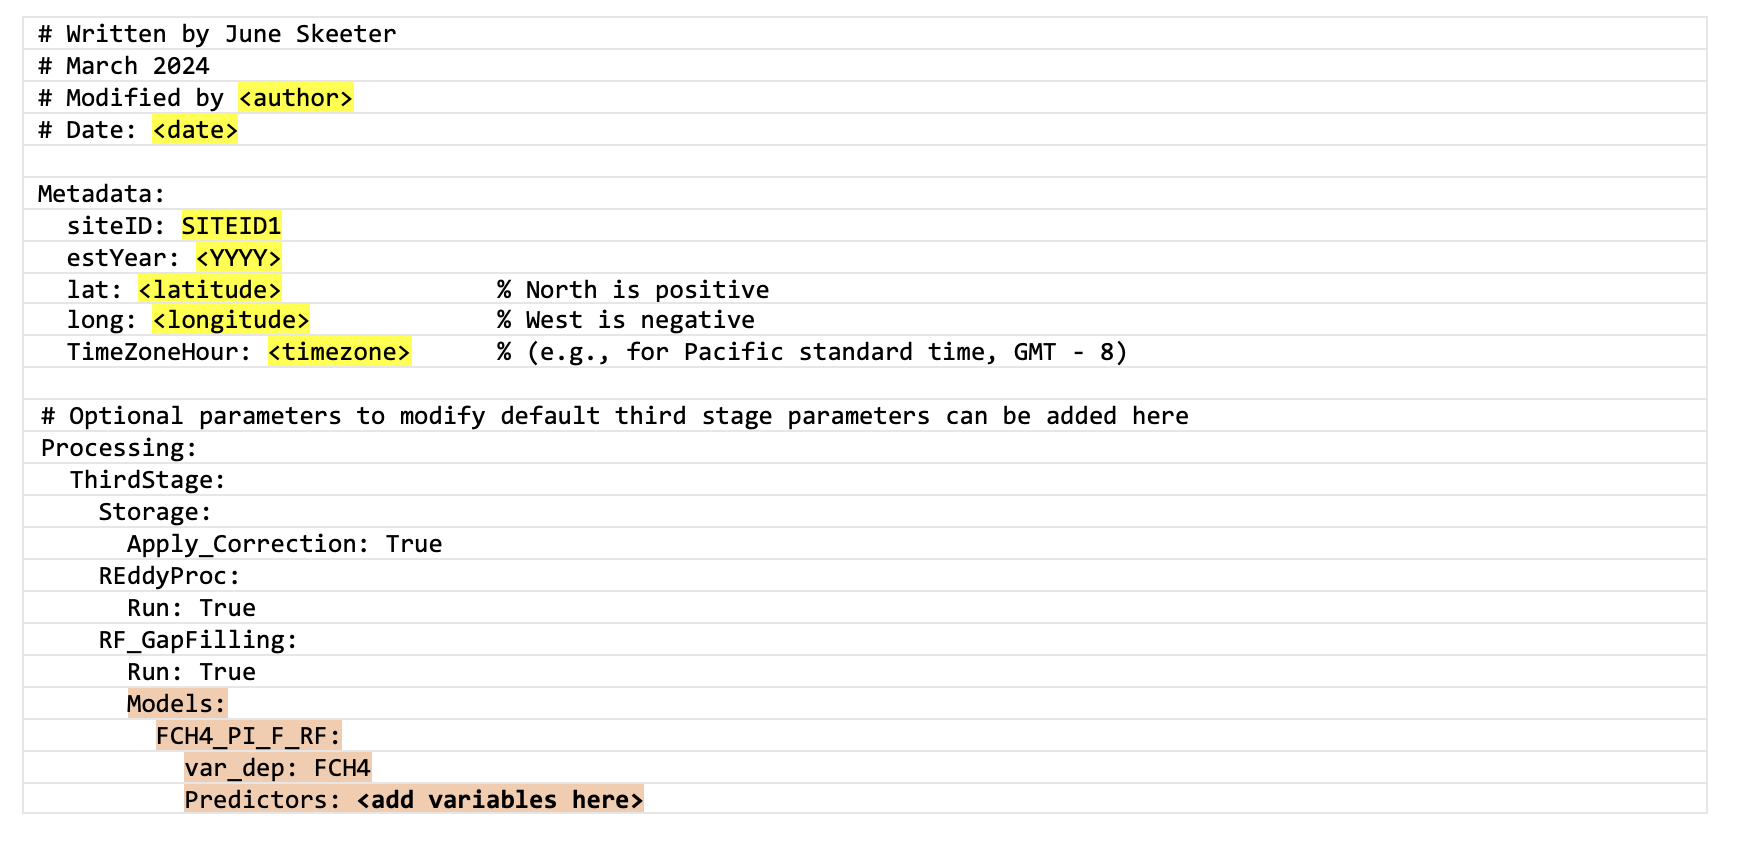 # Written by June Skeeter
# March 2024
# Modified by <author>
# Date: <date>
Metadata:
  siteID: SITEID1
  estYear: <YYYY>
  lat: <latitude>               % North is positive
  long: <longitude>             % West is negative
  TimeZoneHour: <timezone>      % (e.g., for Pacific standard time, GMT - 8)
# Optional parameters to modify default third stage parameters can be added here
Processing:
  ThirdStage:
    Storage:
      Apply_Correction: True
    REddyProc:
      Run: True
    RF_GapFilling:
      Run: True
      Models:
        FCH4_PI_F_RF:
          var_dep: FCH4
          Predictors: <add variables here>